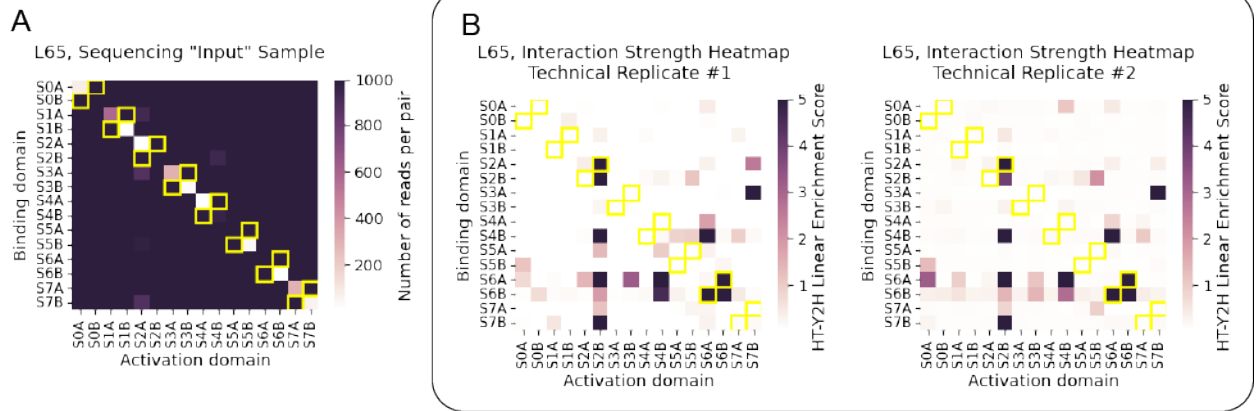 A
L65, Sequencing "Input" Sample
S0A
S0B
S1A
S1B
S2A
S2B
S3A
S3B
S4A
S4B
S5A
S5B
S6A
S6B
S7A
S7B
Binding domain
S0A S0B S1A S1B S2A S2B S3A S3B S4A S4B S5A S5B S6A S6B S7A S7B
Activation domain
1000
800
600
400
200
Number of reads per pair
B
L65, Interaction Strength Heatmap
Technical Replicate #1
S0A
S0B
S1A
S1B
S2A
S2B
S3A
S3B
S4A
S4B
S5A
S5B
S6A
S6B
S7A
S7B
Binding domain
S0A S0B S1A S1B S2A S2B S3A S3B S4A S4B S5A S5B S6A S6B S7A S7B
Activation domain
5
4
3
2
1
HT-Y2H Linear Enrichment Score
L65, Interaction Strength Heatmap
Technical Replicate #2
S0A
S0B
S1A
S1B
S2A
S2B
S3A
S3B
S4A
S4B
S5A
S5B
S6A
S6B
S7A
S7B
Binding domain
S0A S0B S1A S1B S2A S2B S3A S3B S4A S4B S5A S5B S6A S6B S7A S7B
Activation domain
5
4
3
2
1
HT-Y2H Linear Enrichment Score